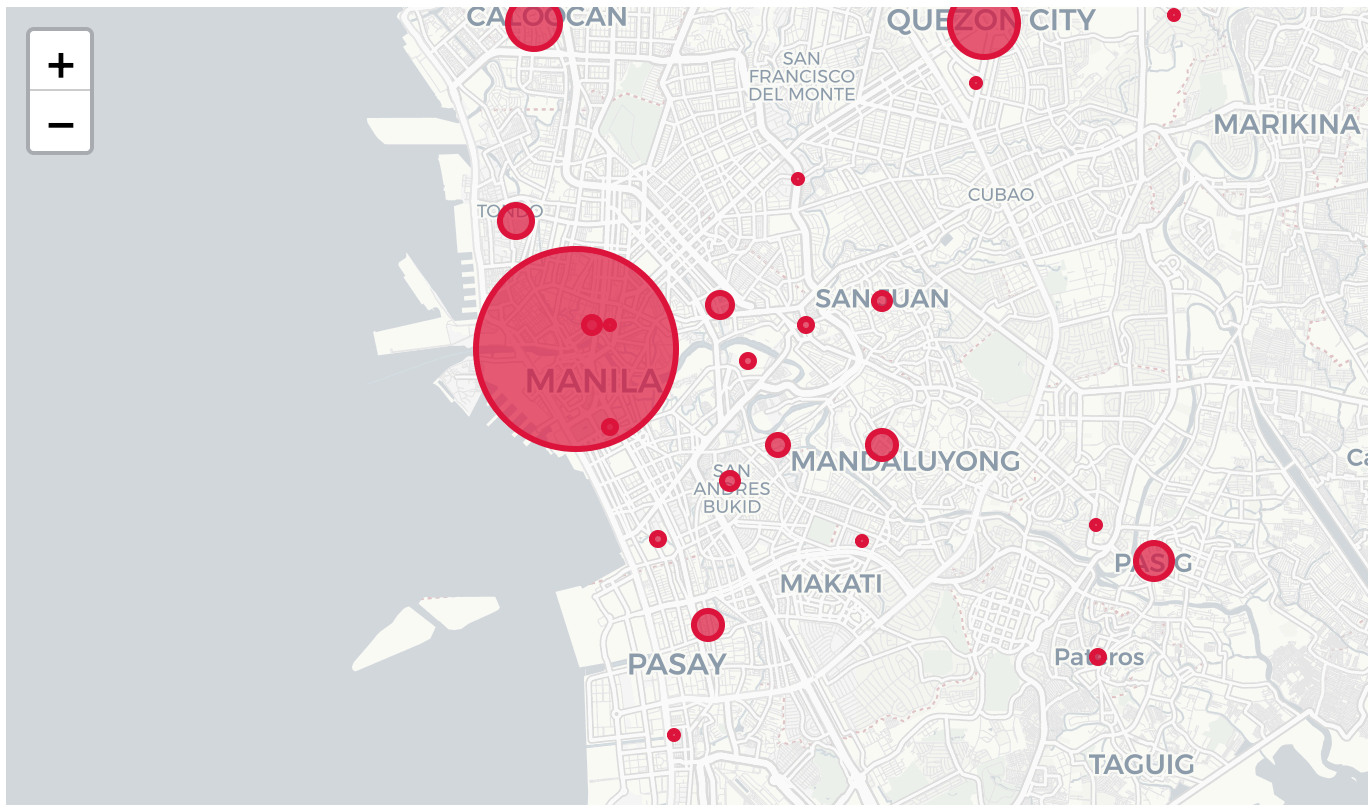 CALOOCAN
QUEZON CITY
+
−
SAN
FRANCISCO
DEL MONTE
MARIKINA
CUBAO
TONDO
SAN JUAN
MANILA
MANDALUYONG
SAN
ANDRES
BUKID
PASIG
MAKATI
PASAY
Pateros
TAGUIG